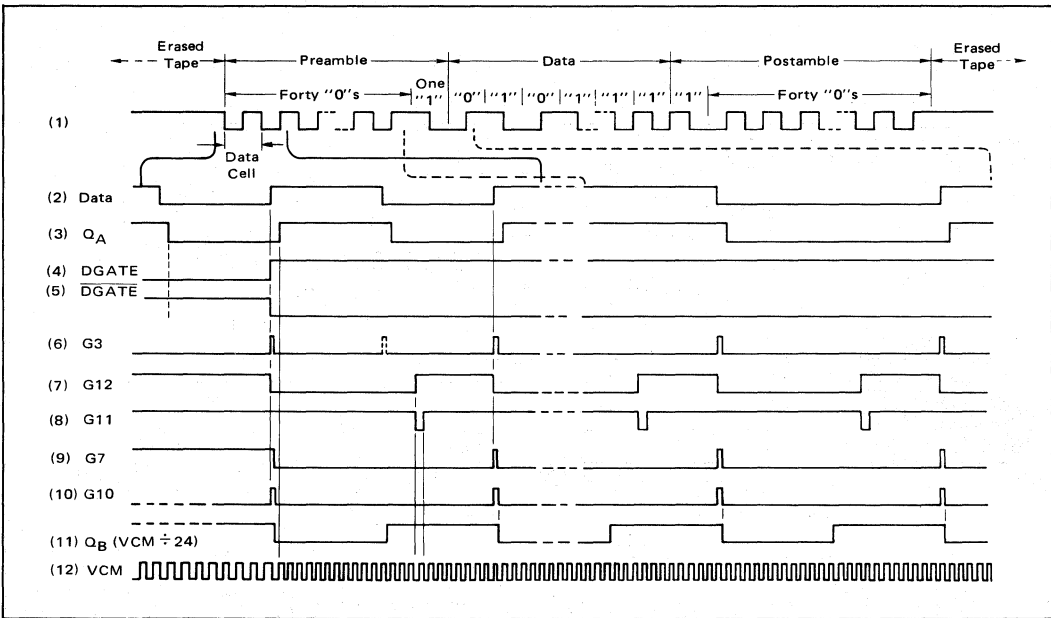 Erased Tape
Preamble
Data
Postamble
Erased Tape
Forty "0"s
One "1"
"0" "1" "0" "1" "1" "1" "1"
Forty "0"s
(1)
Data Cell
(2) Data
(3) QA
(4) DGATE
(5) DGATE
(6) G3
(7) G12
(8) G11
(9) G7
(10) G10
(11) QB (VCM ÷ 24)
(12) VCM